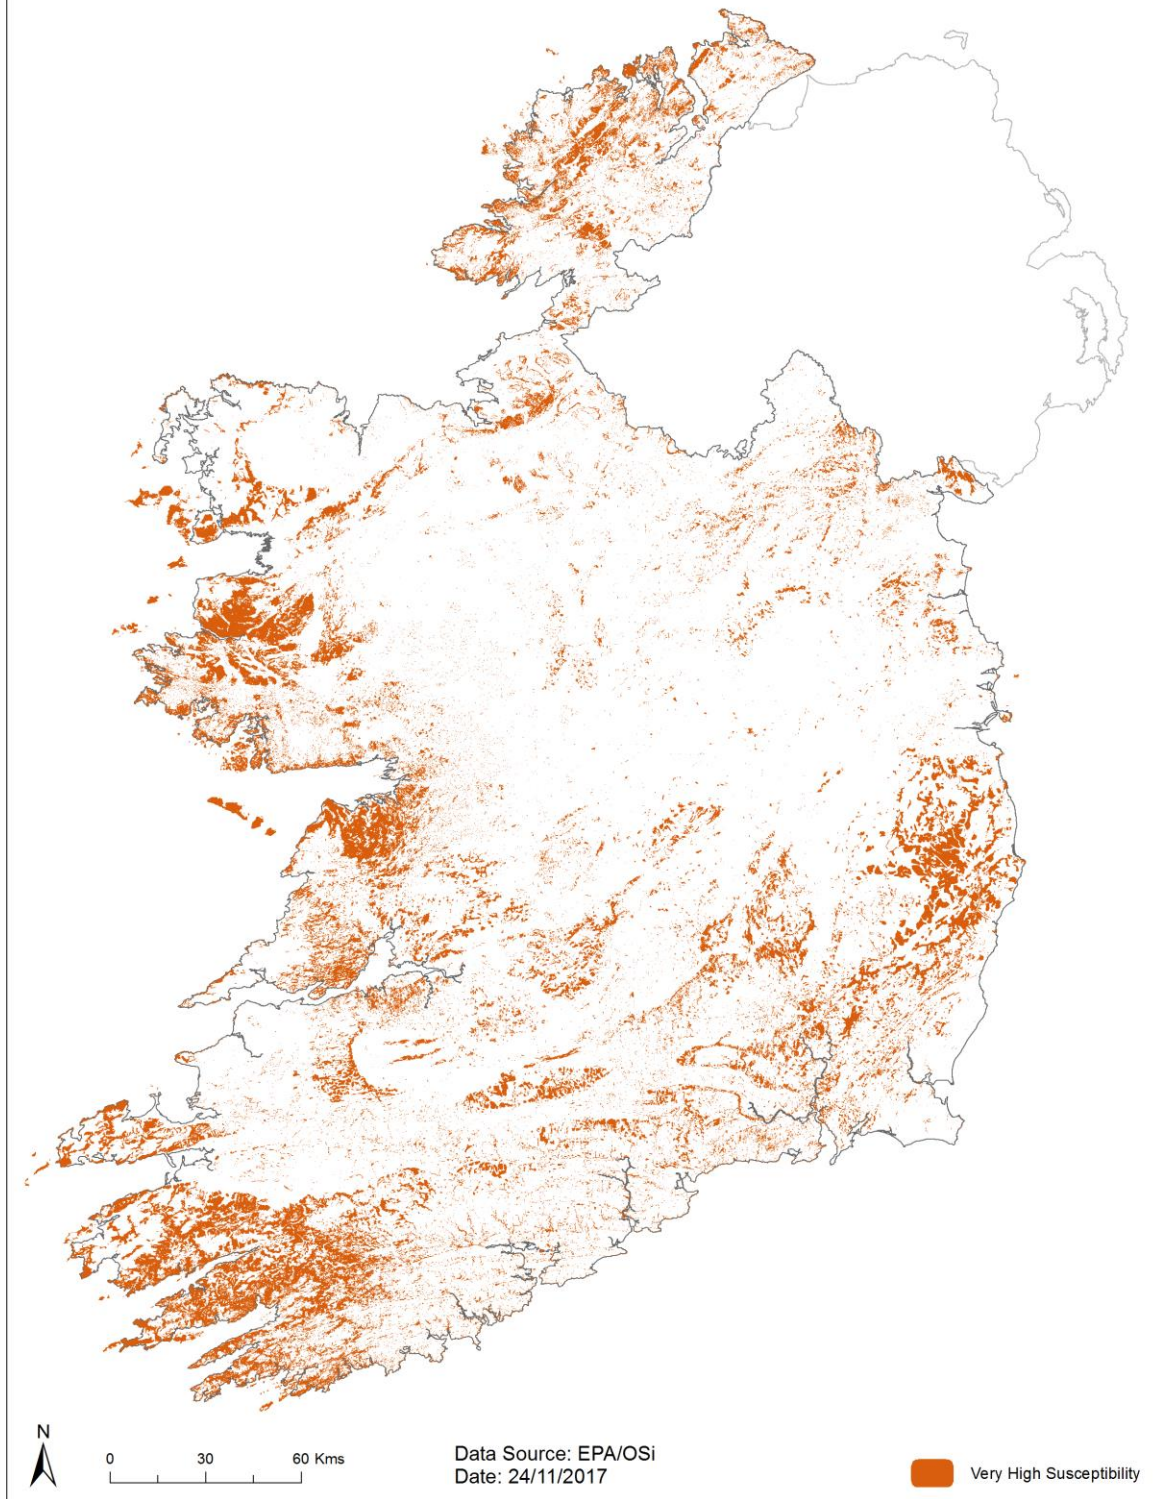 N
0 30 60 Kms
Data Source: EPA/OSi
Date: 24/11/2017
Very High Susceptibility